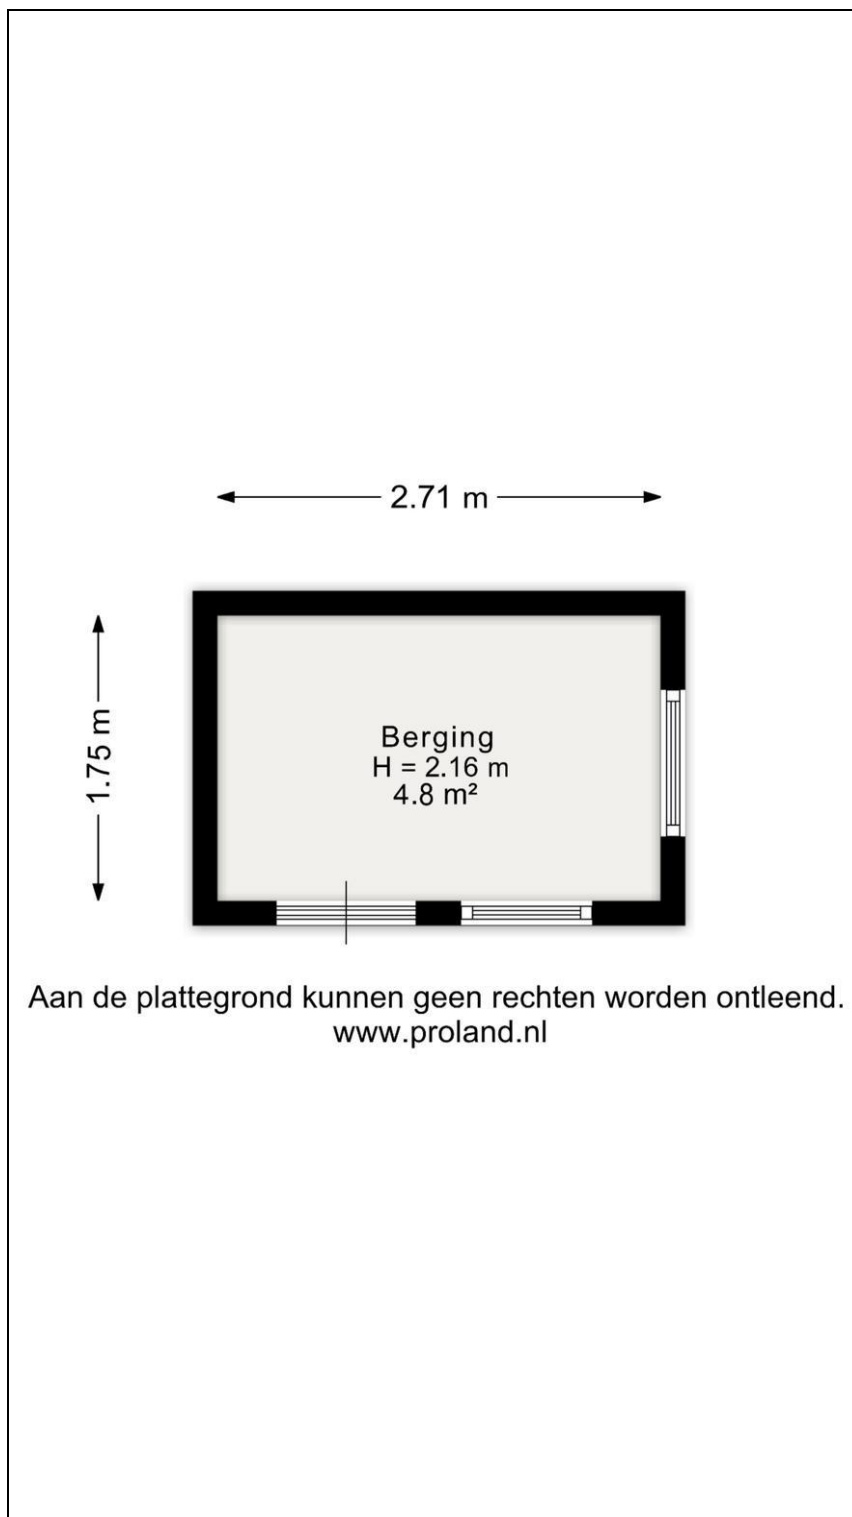 2.71 m
1.75 m
Berging
H = 2.16 m
4.8 m²
Aan de plattegrond kunnen geen rechten worden ontleend.
www.proland.nl